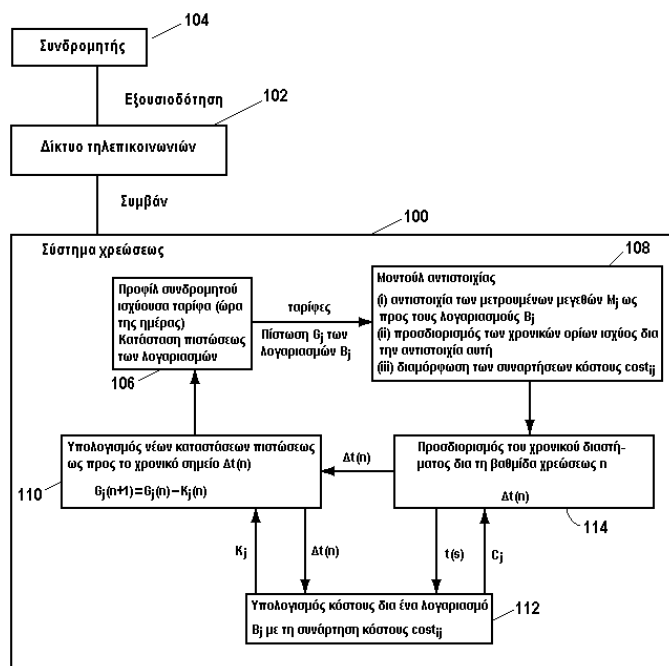 104
Συνδρομητής
Εξουσιοδότηση
102
Δίκτυο τηλεπικοινωνιών
Συμβάν
100
Σύστημα χρεώσεως
108
Προφίλ συνδρομητού
ισχύουσα ταρίφα (ώρα
της ημέρας)
Κατάσταση πιστώσεως
των λογαριασμών
106
ταρίφες
Πίστωση Gj των
λογαριασμών Bj
Μοντούλ αντιστοιχίας
(i) αντιστοιχία των μετρουμένων μεγεθών Mj ως
προς τους λογαριασμούς Bj
(ii) προσδιορισμός των χρονικών ορίων ισχύος δια
την αντιστοιχία αυτή
(iii) διαμόρφωση των συναρτήσεων κόστους costij
Υπολογισμός νέων καταστάσεων πιστώσεως
ως προς το χρονικό σημείο Δt(n)
Gj(n+1)=Gj(n)−Kj(n)
110
Δt(n)
Προσδιορισμός του χρονικού διαστή-
ματος δια τη βαθμίδα χρεώσεως n
Δt(n)
114
Kj
Δt(n)
t(s)
Cj
Υπολογισμός κόστους δια ένα λογαριασμό
Bj με τη συνάρτηση κόστους costij
112